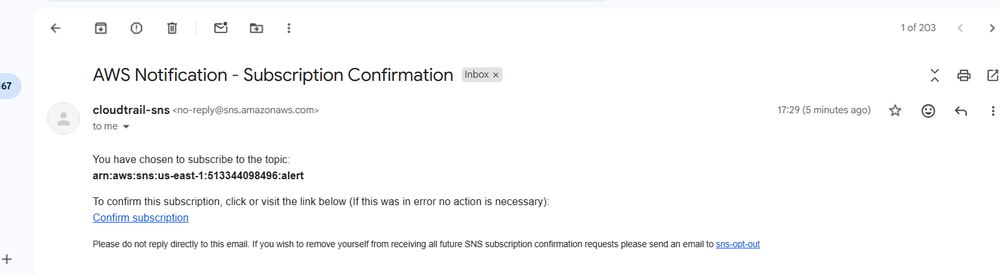 1 of 203
AWS Notification - Subscription Confirmation Inbox ×
67
cloudtrail-sns <no-reply@sns.amazonaws.com> 17:29 (5 minutes ago)
to me
You have chosen to subscribe to the topic:
arn:aws:sns:us-east-1:513344098496:alert
To confirm this subscription, click or visit the link below (If this was in error no action is necessary):
Confirm subscription
Please do not reply directly to this email. If you wish to remove yourself from receiving all future SNS subscription confirmation requests please send an email to sns-opt-out